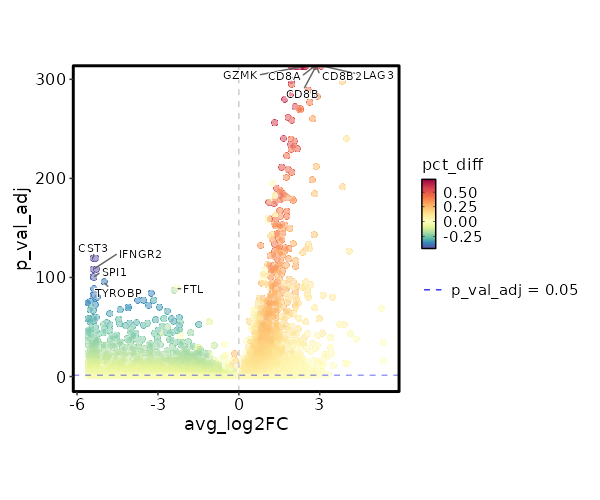 GZMK
CD8A
CD8B2
LAG3
CD8B
CST3
IFNGR2
SPI1
TYROBP
FTL
300
200
100
0
-6
-3
0
3
avg_log2FC
p_val_adj
pct_diff
0.50
0.25
0.00
-0.25
p_val_adj = 0.05